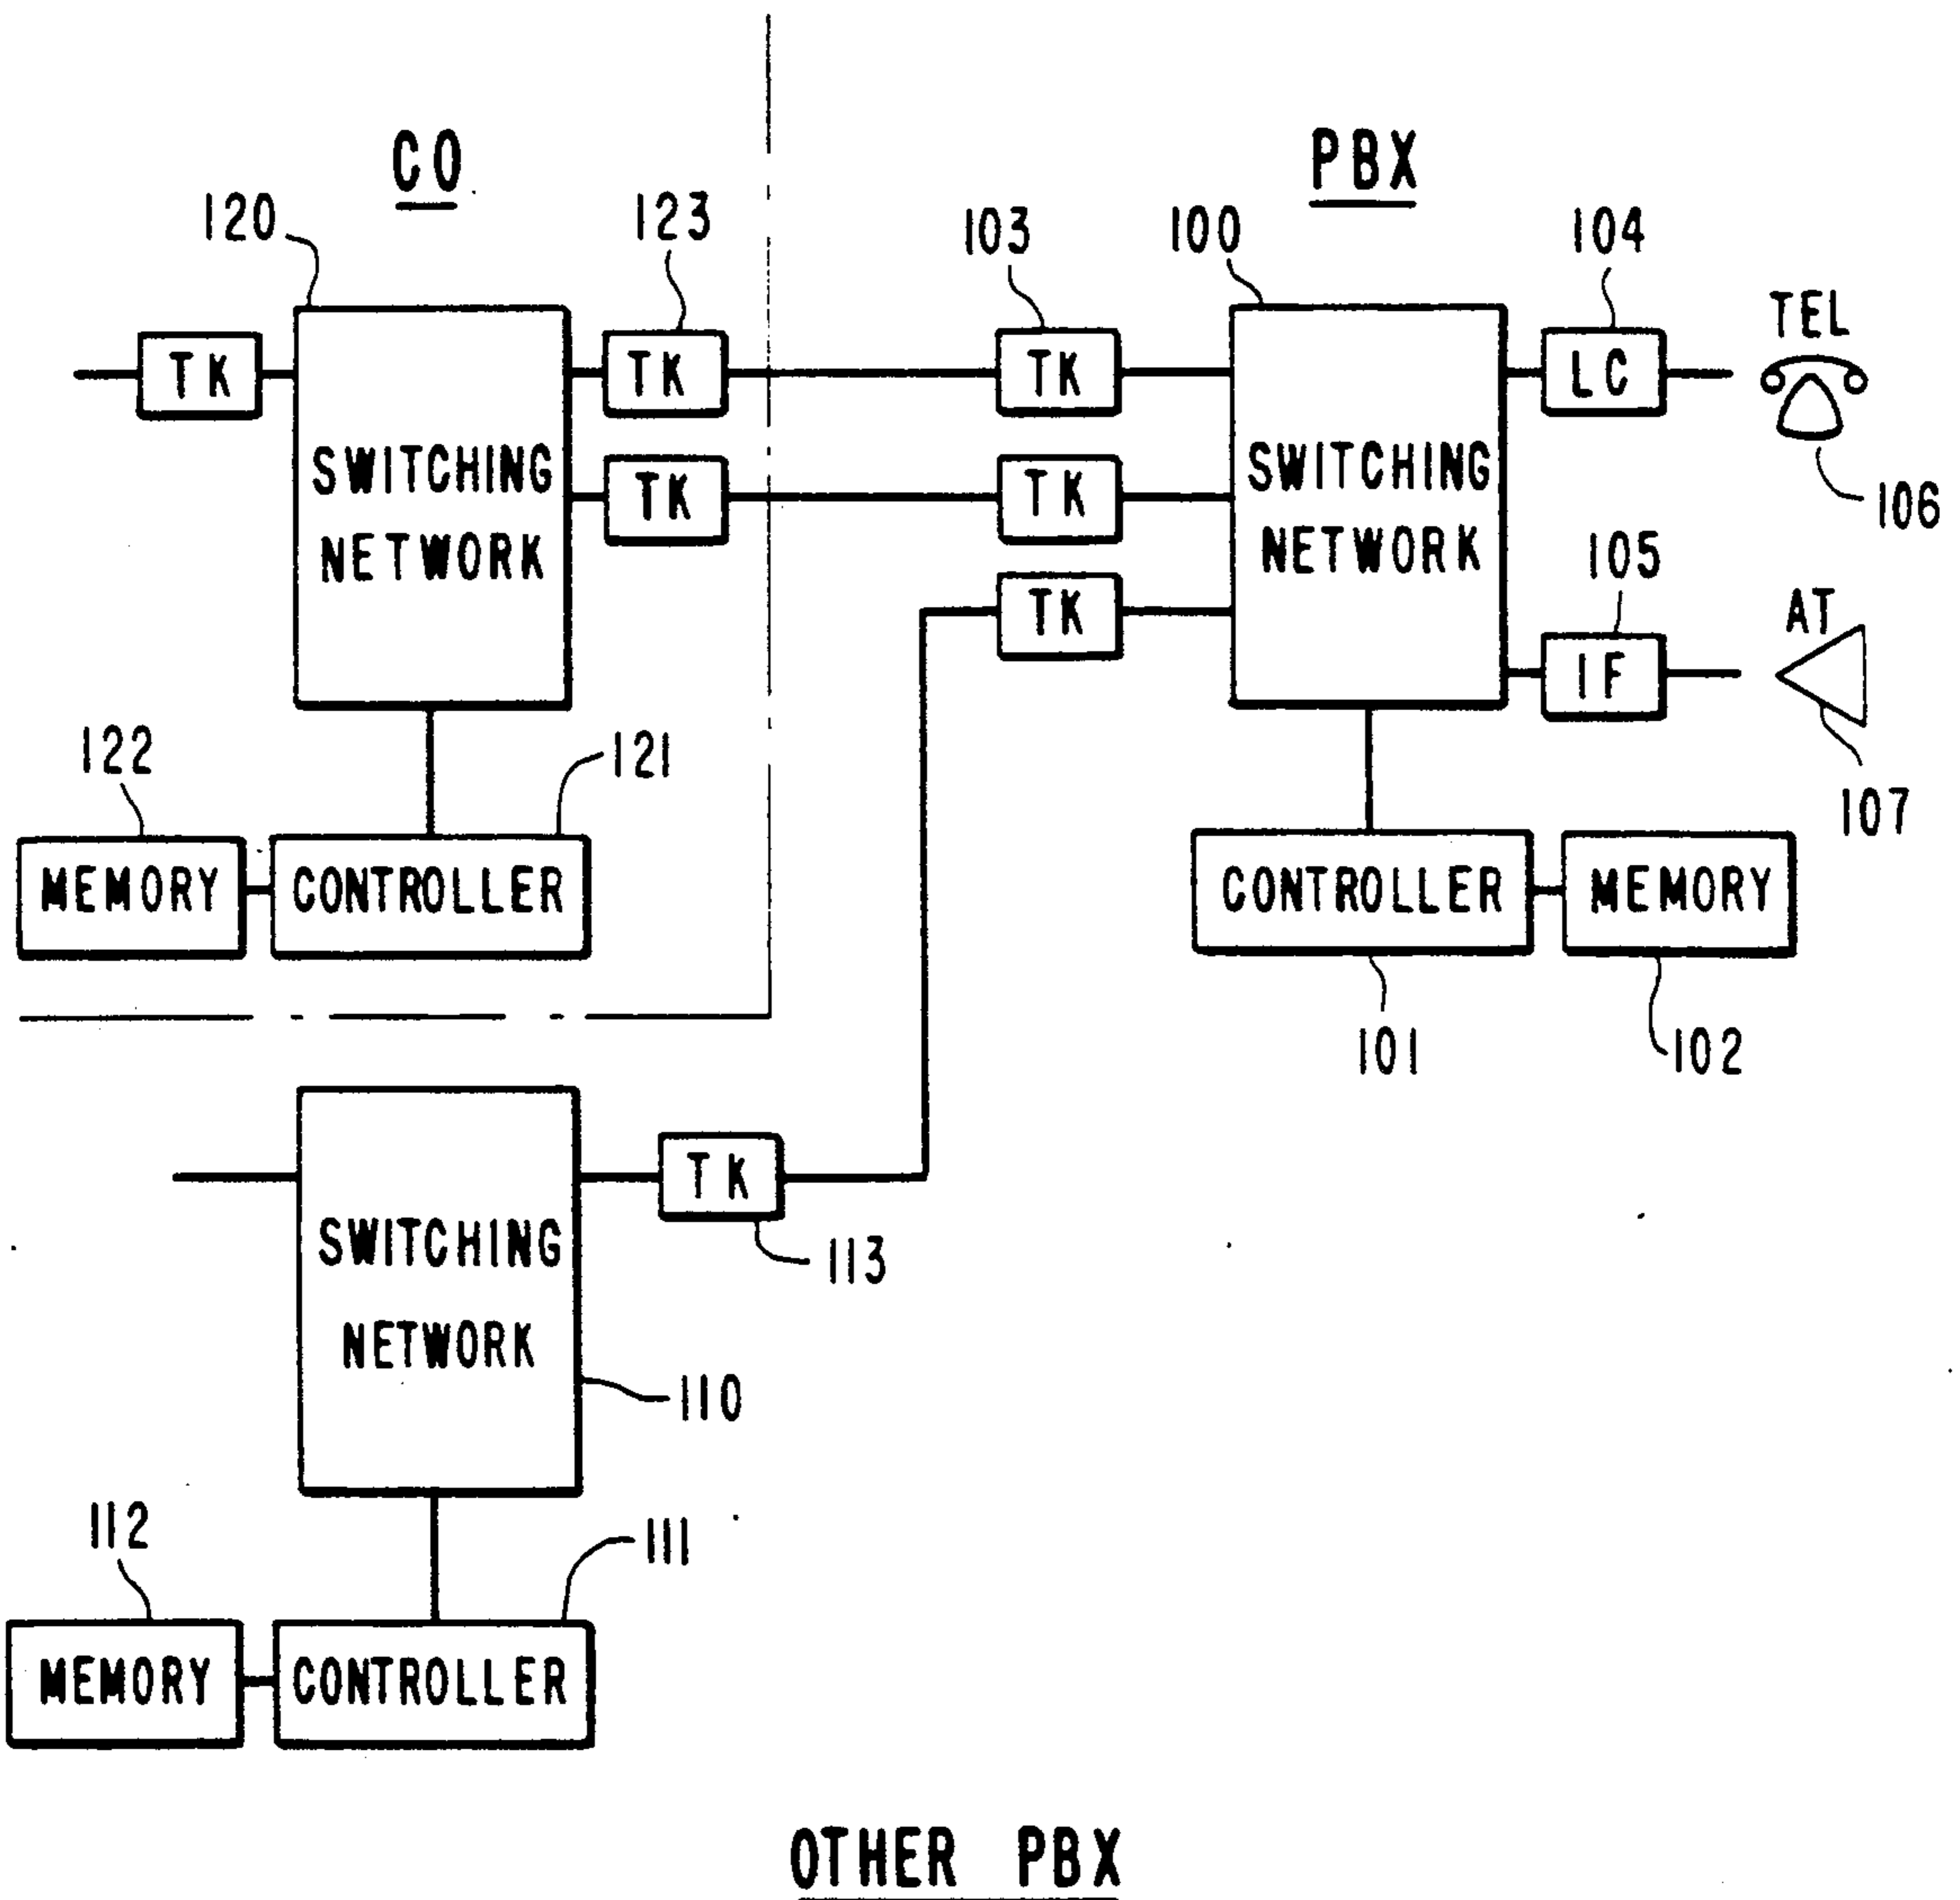 CO
PBX
120
123
103
100
104
TEL
TK
TK
TK
LC
SWITCHING
NETWORK
TK
TK
SWITCHING
NETWORK
106
105
TK
AT
IF
107
122
121
MEMORY
CONTROLLER
CONTROLLER
MEMORY
101
102
TK
113
SWITCHING
NETWORK
110
112
111
MEMORY
CONTROLLER
OTHER PBX